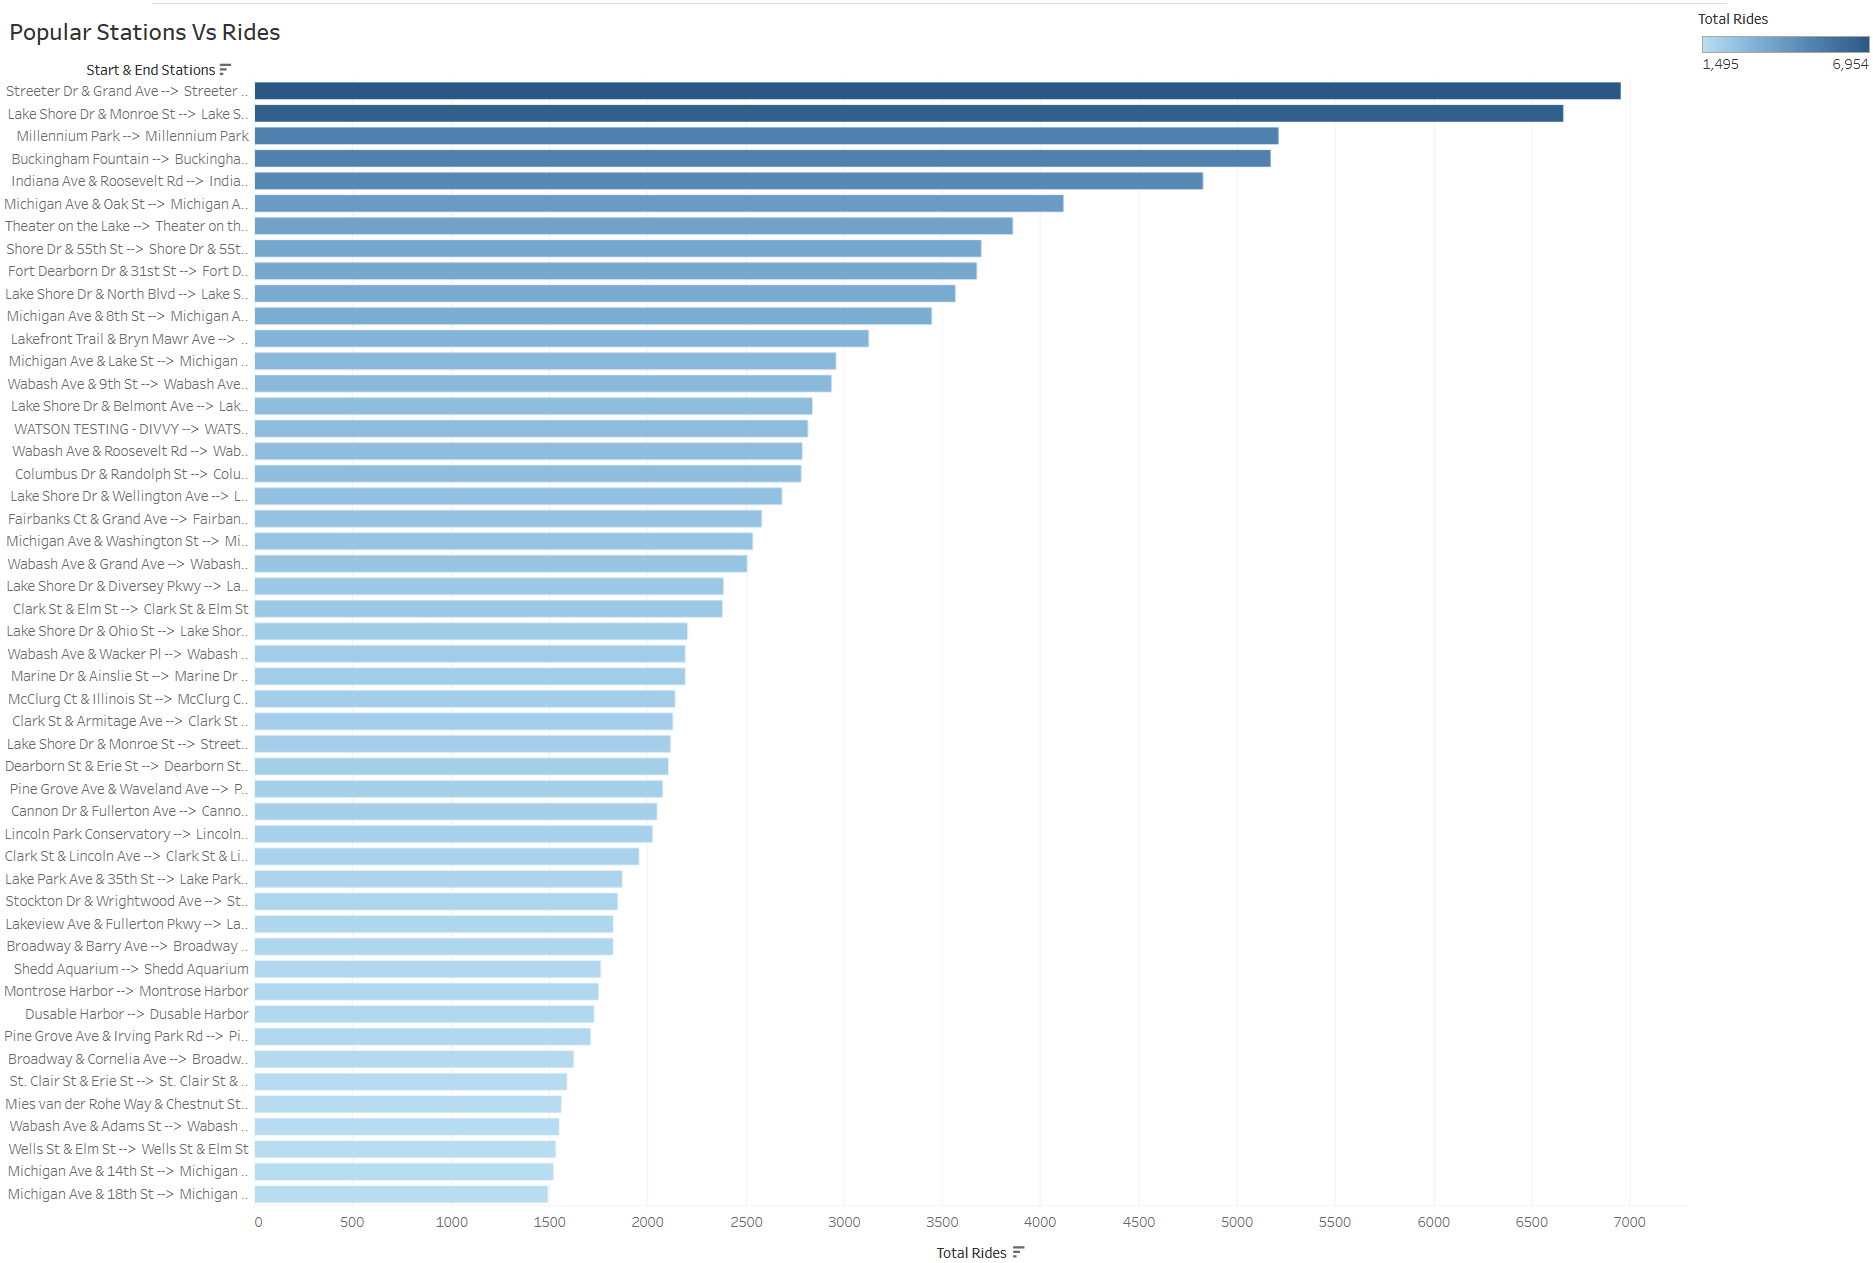 Popular Stations Vs Rides
Total Rides
1,495 6,954
Start & End Stations
Streeter Dr & Grand Ave --> Streeter ..
Lake Shore Dr & Monroe St --> Lake S..
Millennium Park --> Millennium Park
Buckingham Fountain --> Buckingha..
Indiana Ave & Roosevelt Rd --> India..
Michigan Ave & Oak St --> Michigan A..
Theater on the Lake --> Theater on th..
Shore Dr & 55th St --> Shore Dr & 55t..
Fort Dearborn Dr & 31st St --> Fort D..
Lake Shore Dr & North Blvd --> Lake S..
Michigan Ave & 8th St --> Michigan A..
Lakefront Trail & Bryn Mawr Ave --> ..
Michigan Ave & Lake St --> Michigan ..
Wabash Ave & 9th St --> Wabash Ave..
Lake Shore Dr & Belmont Ave --> Lak..
WATSON TESTING - DIVVY --> WATS..
Wabash Ave & Roosevelt Rd --> Wab..
Columbus Dr & Randolph St --> Colu..
Lake Shore Dr & Wellington Ave --> L..
Fairbanks Ct & Grand Ave --> Fairban..
Michigan Ave & Washington St --> Mi..
Wabash Ave & Grand Ave --> Wabash..
Lake Shore Dr & Diversey Pkwy --> La..
Clark St & Elm St --> Clark St & Elm St
Lake Shore Dr & Ohio St --> Lake Shor..
Wabash Ave & Wacker Pl --> Wabash ..
Marine Dr & Ainslie St --> Marine Dr ..
McClurg Ct & Illinois St --> McClurg C..
Clark St & Armitage Ave --> Clark St ..
Lake Shore Dr & Monroe St --> Street..
Dearborn St & Erie St --> Dearborn St..
Pine Grove Ave & Waveland Ave --> P..
Cannon Dr & Fullerton Ave --> Canno..
Lincoln Park Conservatory --> Lincoln..
Clark St & Lincoln Ave --> Clark St & Li..
Lake Park Ave & 35th St --> Lake Park..
Stockton Dr & Wrightwood Ave --> St..
Lakeview Ave & Fullerton Pkwy --> La..
Broadway & Barry Ave --> Broadway ..
Shedd Aquarium --> Shedd Aquarium
Montrose Harbor --> Montrose Harbor
Dusable Harbor --> Dusable Harbor
Pine Grove Ave & Irving Park Rd --> Pi..
Broadway & Cornelia Ave --> Broadw..
St. Clair St & Erie St --> St. Clair St & ..
Mies van der Rohe Way & Chestnut St..
Wabash Ave & Adams St --> Wabash ..
Wells St & Elm St --> Wells St & Elm St
Michigan Ave & 14th St --> Michigan ..
Michigan Ave & 18th St --> Michigan ..
0 500 1000 1500 2000 2500 3000 3500 4000 4500 5000 5500 6000 6500 7000
Total Rides